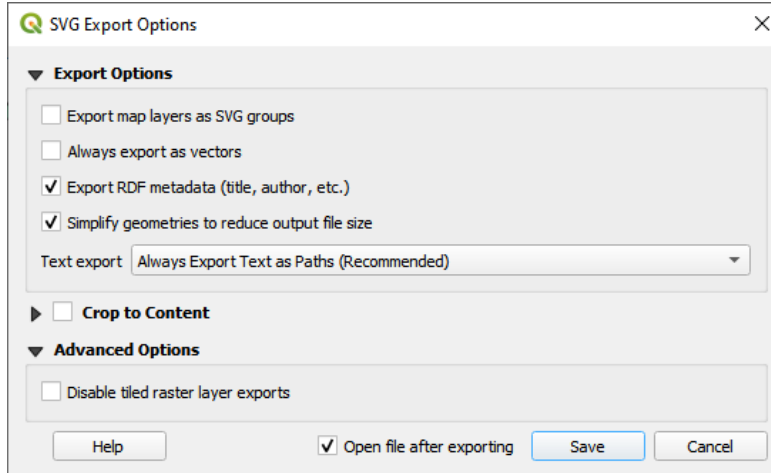 SVG Export Options
Export Options
Export map layers as SVG groups
Always export as vectors
Export RDF metadata (title, author, etc.)
Simplify geometries to reduce output file size
Text export Always Export Text as Paths (Recommended)
Crop to Content
Advanced Options
Disable tiled raster layer exports
Help Open file after exporting Save Cancel